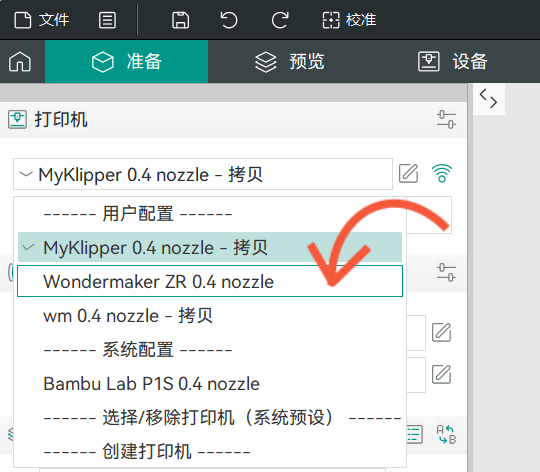 文件 校准
准备 预览 设备
打印机
MyKlipper 0.4 nozzle - 拷贝
------ 用户配置 ------
MyKlipper 0.4 nozzle - 拷贝
Wondermaker ZR 0.4 nozzle
wm 0.4 nozzle - 拷贝
------ 系统配置 ------
Bambu Lab P1S 0.4 nozzle
------ 选择/移除打印机（系统预设） ------
A B
------ 创建打印机 ------